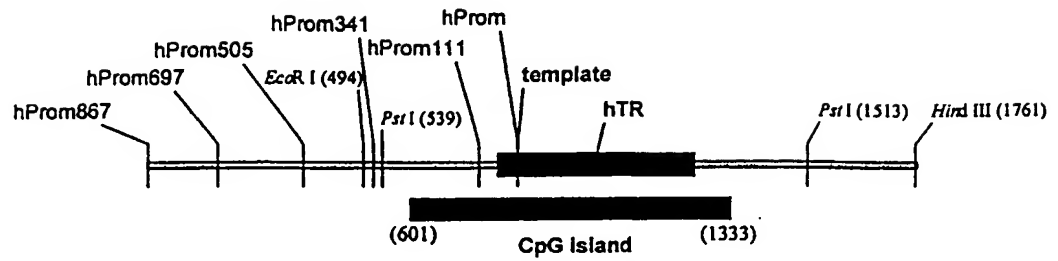 hProm
hProm341
hProm505
hProm111
hProm697
EcoR I (494)
template
hProm867
Pst I (539)
hTR
Pst I (1513)
Hind III (1761)
(601)
CpG island
(1333)